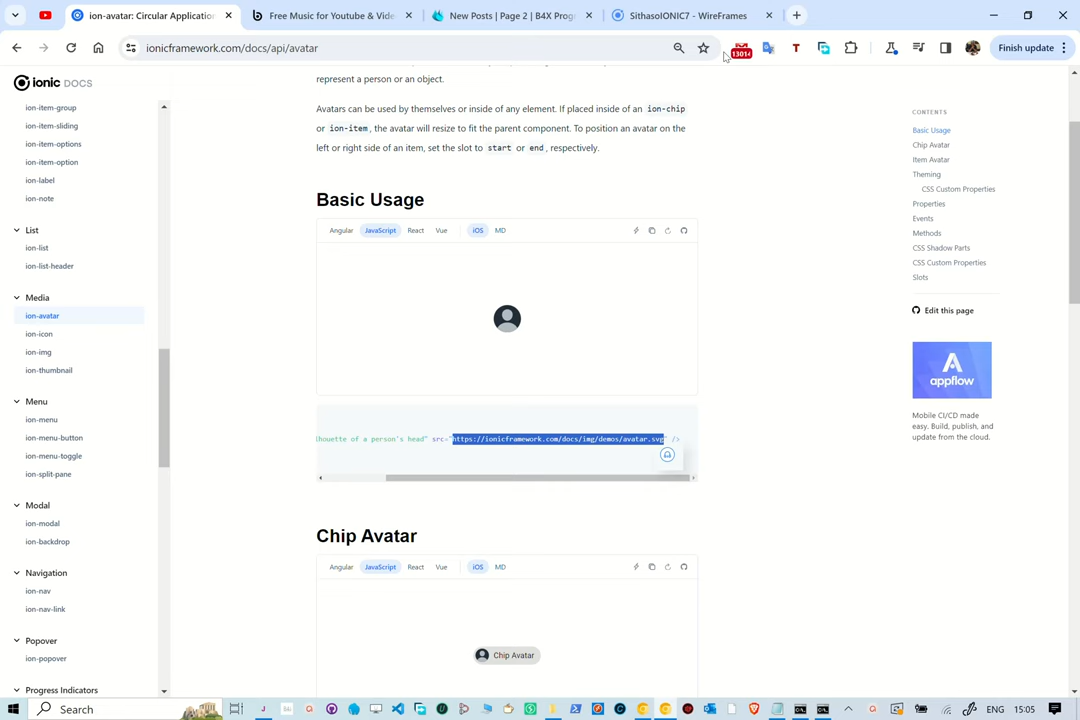 ion-avatar: Circular Application
Free Music for Youtube & Video
New Posts | Page 2 | B4X Prog
SithasoIONIC7 - WireFrames
ionicframework.com/docs/api/avatar
13014
Finish update
ionic DOCS
ion-item-group
ion-item-sliding
ion-item-options
ion-item-option
ion-label
ion-note
List
ion-list
ion-list-header
Media
ion-avatar
ion-icon
ion-img
ion-thumbnail
Menu
ion-menu
ion-menu-button
ion-menu-toggle
ion-split-pane
Modal
ion-modal
ion-backdrop
Navigation
ion-nav
ion-nav-link
Popover
ion-popover
Progress Indicators
represent a person or an object.
Avatars can be used by themselves or inside of any element. If placed inside of an ion-chip
or ion-item, the avatar will resize to fit the parent component. To position an avatar on the
left or right side of an item, set the slot to start or end, respectively.
Basic Usage
Angular JavaScript React Vue iOS MD
lhouette of a person's head" src="https://ionicframework.com/docs/img/demos/avatar.svg" />
Chip Avatar
Angular JavaScript React Vue iOS MD
Chip Avatar
CONTENTS
Basic Usage
Chip Avatar
Item Avatar
Theming
CSS Custom Properties
Properties
Events
Methods
CSS Shadow Parts
CSS Custom Properties
Slots
Edit this page
appflow
Mobile CI/CD made
easy. Build, publish, and
update from the cloud.
Search
ENG 15:05